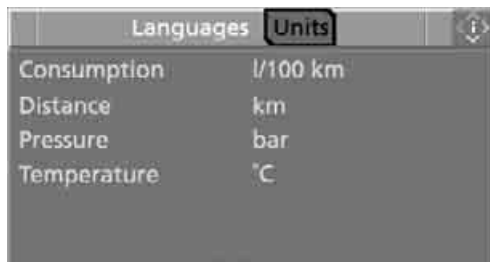 Languages Units
Consumption l/100 km
Distance km
Pressure bar
Temperature °C